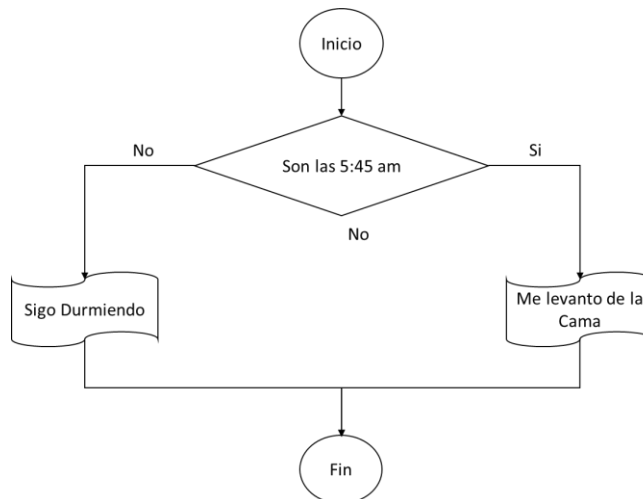 Inicio
No
Son las 5:45 am
Si
No
Sigo Durmiendo
Me levanto de la
Cama
Fin